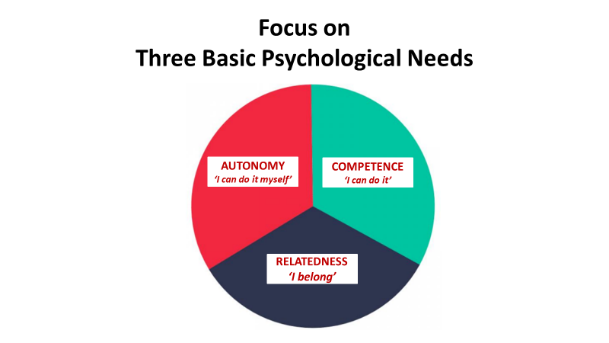 Focus on
Three Basic Psychological Needs
AUTONOMY
'I can do it myself'
COMPETENCE
'I can do it'
RELATEDNESS
'I belong'